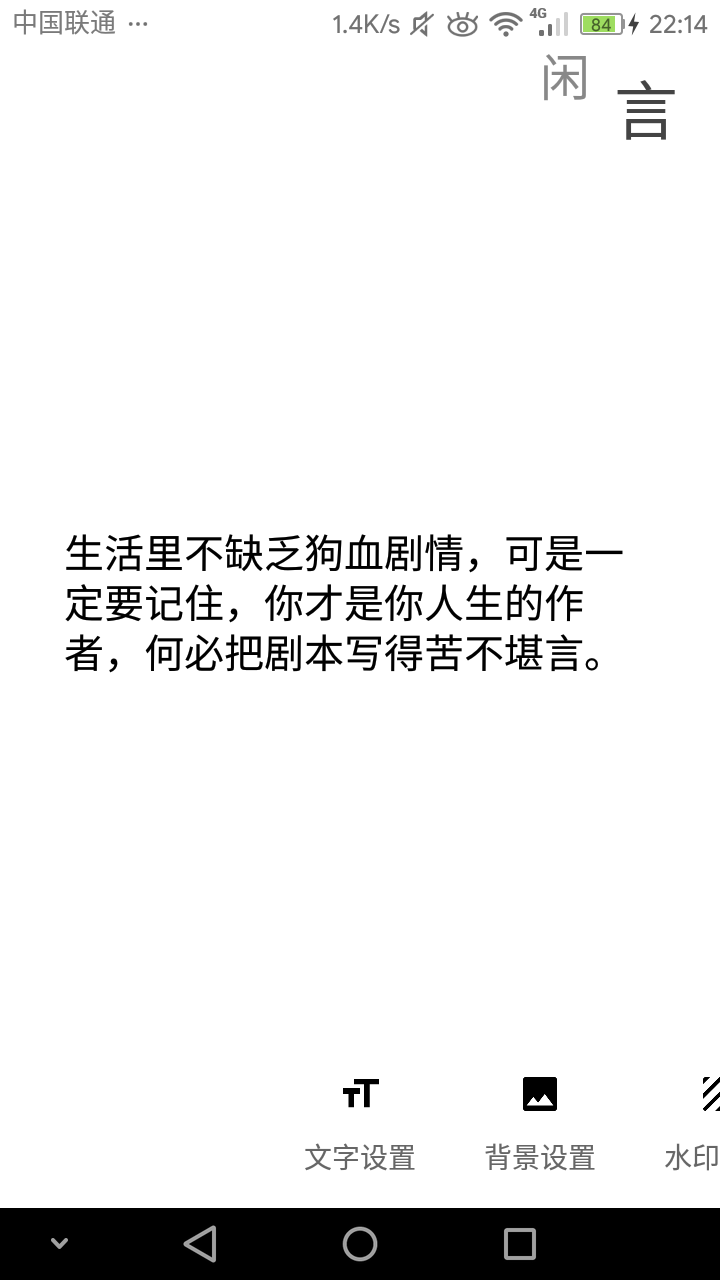 中国联通 ...
1.4K/s 4G 84 22:14
闲
言
生活里不缺乏狗血剧情，可是一
定要记住，你才是你人生的作
者，何必把剧本写得苦不堪言。
文字设置 背景设置 水印